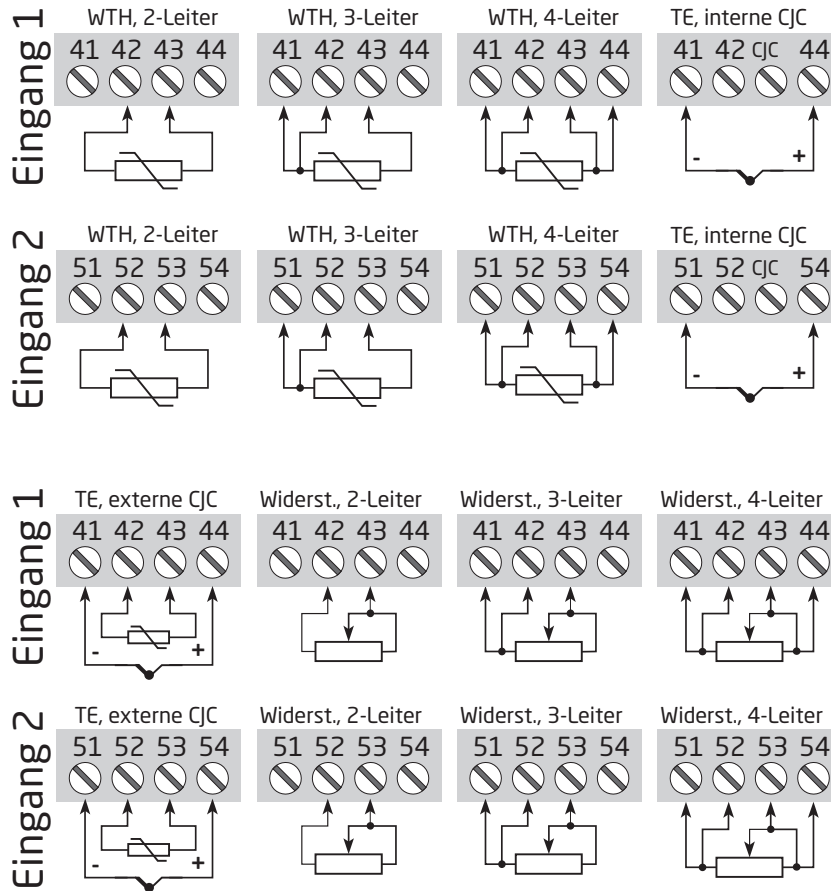 Eingang 1
WTH, 2-Leiter
41 42 43 44
WTH, 3-Leiter
41 42 43 44
WTH, 4-Leiter
41 42 43 44
TE, interne CJC
41 42 CJC 44
- +
Eingang 2
WTH, 2-Leiter
51 52 53 54
WTH, 3-Leiter
51 52 53 54
WTH, 4-Leiter
51 52 53 54
TE, interne CJC
51 52 CJC 54
- +
Eingang 1
TE, externe CJC
41 42 43 44
- +
Widerst., 2-Leiter
41 42 43 44
Widerst., 3-Leiter
41 42 43 44
Widerst., 4-Leiter
41 42 43 44
Eingang 2
TE, externe CJC
51 52 53 54
- +
Widerst., 2-Leiter
51 52 53 54
Widerst., 3-Leiter
51 52 53 54
Widerst., 4-Leiter
51 52 53 54